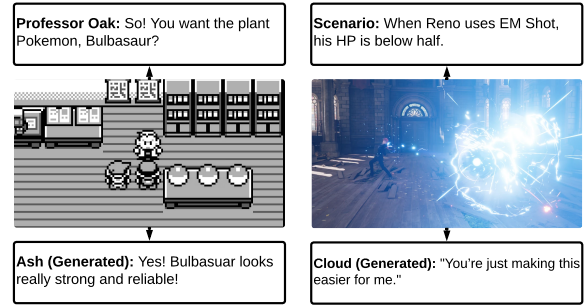 Professor Oak: So! You want the plant
Pokemon, Bulbasaur?
Ash (Generated): Yes! Bulbasuar looks
really strong and reliable!
Scenario: When Reno uses EM Shot,
his HP is below half.
Cloud (Generated): "You're just making this
easier for me."